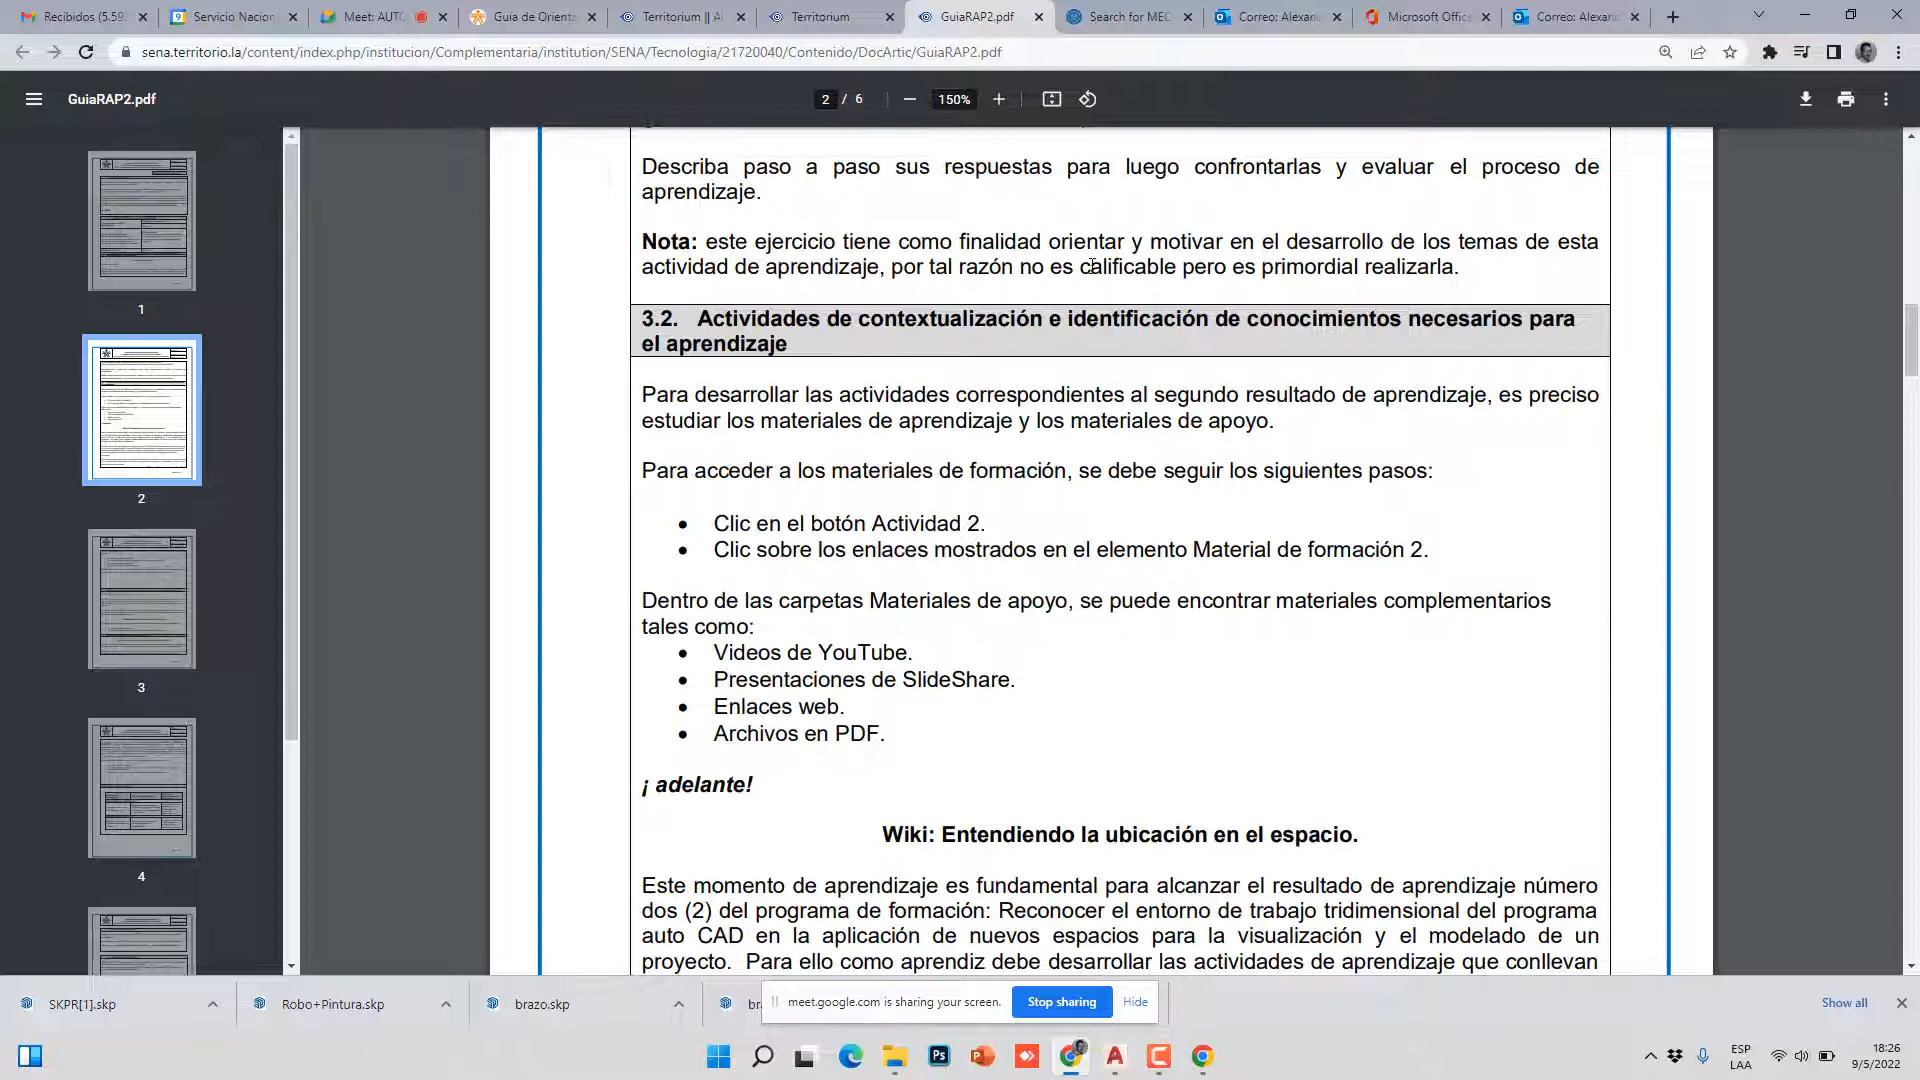 Recibidos (5.592
Servicio Nacion
Meet: AUTO
Guía de Orienta
Territorium || A
Territorium
GuiaRAP2.pdf
Search for MEC
Correo: Alexan
Microsoft Office
Correo: Alexan
sena.territorio.la/content/index.php/institucion/Complementaria/institution/SENA/Tecnologia/21720040/Contenido/DocArtic/GuiaRAP2.pdf
GuiaRAP2.pdf
2 / 6
150%
Describa paso a paso sus respuestas para luego confrontarlas y evaluar el proceso de
aprendizaje.
Nota: este ejercicio tiene como finalidad orientar y motivar en el desarrollo de los temas de esta
actividad de aprendizaje, por tal razón no es calificable pero es primordial realizarla.
3.2. Actividades de contextualización e identificación de conocimientos necesarios para
el aprendizaje
Para desarrollar las actividades correspondientes al segundo resultado de aprendizaje, es preciso
estudiar los materiales de aprendizaje y los materiales de apoyo.
Para acceder a los materiales de formación, se debe seguir los siguientes pasos:
• Clic en el botón Actividad 2.
• Clic sobre los enlaces mostrados en el elemento Material de formación 2.
Dentro de las carpetas Materiales de apoyo, se puede encontrar materiales complementarios
tales como:
• Videos de YouTube.
• Presentaciones de SlideShare.
• Enlaces web.
• Archivos en PDF.
¡ adelante!
Wiki: Entendiendo la ubicación en el espacio.
Este momento de aprendizaje es fundamental para alcanzar el resultado de aprendizaje número
dos (2) del programa de formación: Reconocer el entorno de trabajo tridimensional del programa
auto CAD en la aplicación de nuevos espacios para la visualización y el modelado de un
proyecto. Para ello como aprendiz debe desarrollar las actividades de aprendizaje que conllevan
1
2
3
4
SKPR[1].skp
Robo+Pintura.skp
brazo.skp
br
meet.google.com is sharing your screen.
Stop sharing
Hide
Show all
ESP
LAA
18:26
9/5/2022